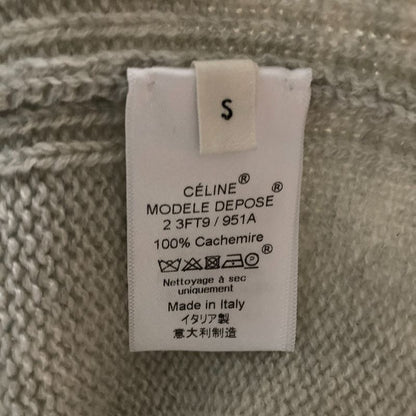 S
CÉLINE®
MODELE DEPOSE®
2 3FT9 / 951A
100% Cachemire
Nettoyage à sec
uniquement
Made in Italy
イタリア製
意大利制造